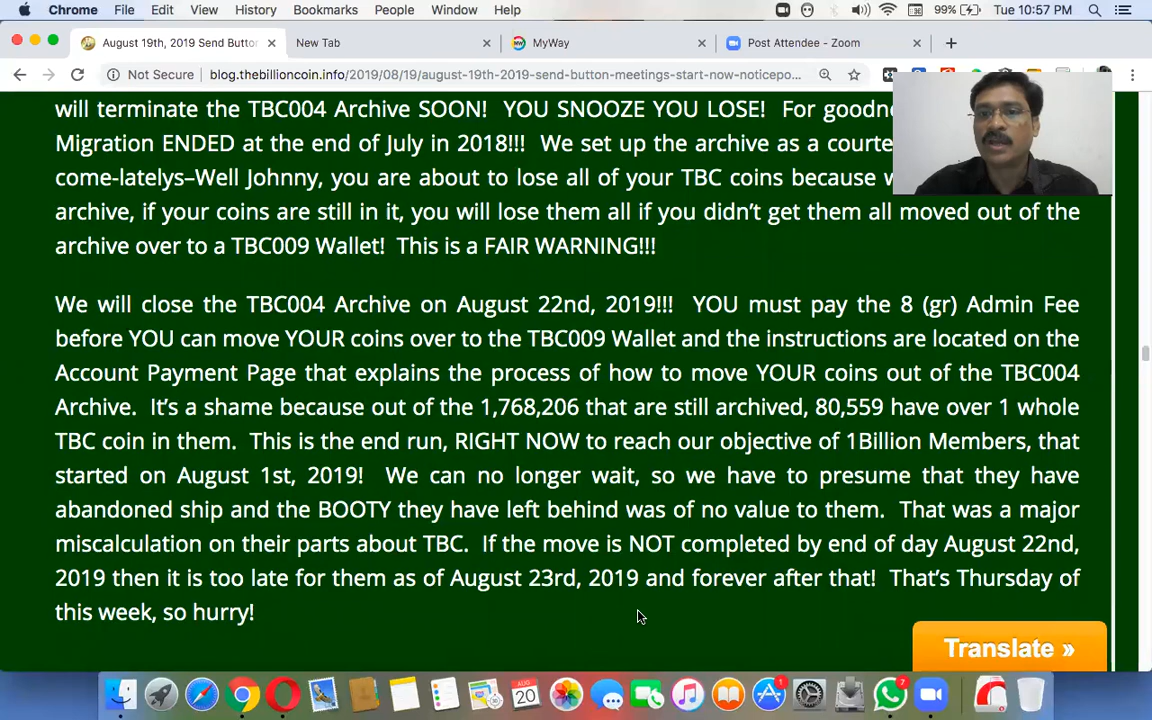 Chrome File Edit View History Bookmarks People Window Help 99% Tue 10:57 PM
August 19th, 2019 Send Butto New Tab MyWay Post Attendee - Zoom
Not Secure blog.thebillioncoin.info/2019/08/19/august-19th-2019-send-button-meetings-start-now-noticepo...
will terminate the TBC004 Archive SOON! YOU SNOOZE YOU LOSE! For goodne
Migration ENDED at the end of July in 2018!!! We set up the archive as a courte
come-latelys–Well Johnny, you are about to lose all of your TBC coins because w
archive, if your coins are still in it, you will lose them all if you didn't get them all moved out of the
archive over to a TBC009 Wallet! This is a FAIR WARNING!!!
We will close the TBC004 Archive on August 22nd, 2019!!! YOU must pay the 8 (gr) Admin Fee
before YOU can move YOUR coins over to the TBC009 Wallet and the instructions are located on the
Account Payment Page that explains the process of how to move YOUR coins out of the TBC004
Archive. It's a shame because out of the 1,768,206 that are still archived, 80,559 have over 1 whole
TBC coin in them. This is the end run, RIGHT NOW to reach our objective of 1Billion Members, that
started on August 1st, 2019! We can no longer wait, so we have to presume that they have
abandoned ship and the BOOTY they have left behind was of no value to them. That was a major
miscalculation on their parts about TBC. If the move is NOT completed by end of day August 22nd,
2019 then it is too late for them as of August 23rd, 2019 and forever after that! That's Thursday of
this week, so hurry!
Translate »
AUG
20
1
7